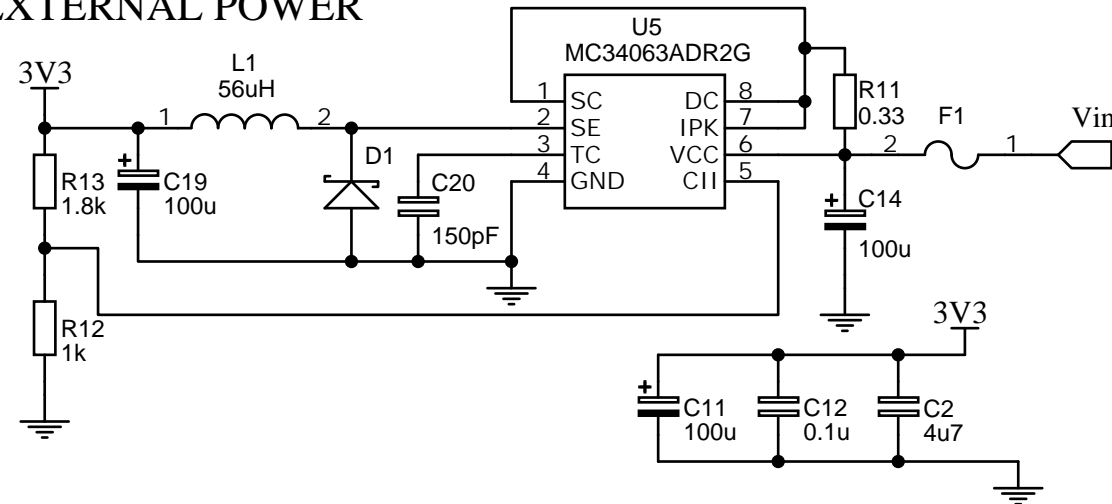 EXTERNAL POWER
U5
MC34063ADR2G
3V3
L1
56uH
1
2
1 SC
2 SE
3 TC
4 GND
DC 8
IPK 7
VCC 6
CII 5
R11
0.33
F1
2
1
Vin
R13
1.8k
+
C19
100u
D1
C20
150pF
+
C14
100u
R12
1k
3V3
+
C11
100u
C12
0.1u
C2
4u7